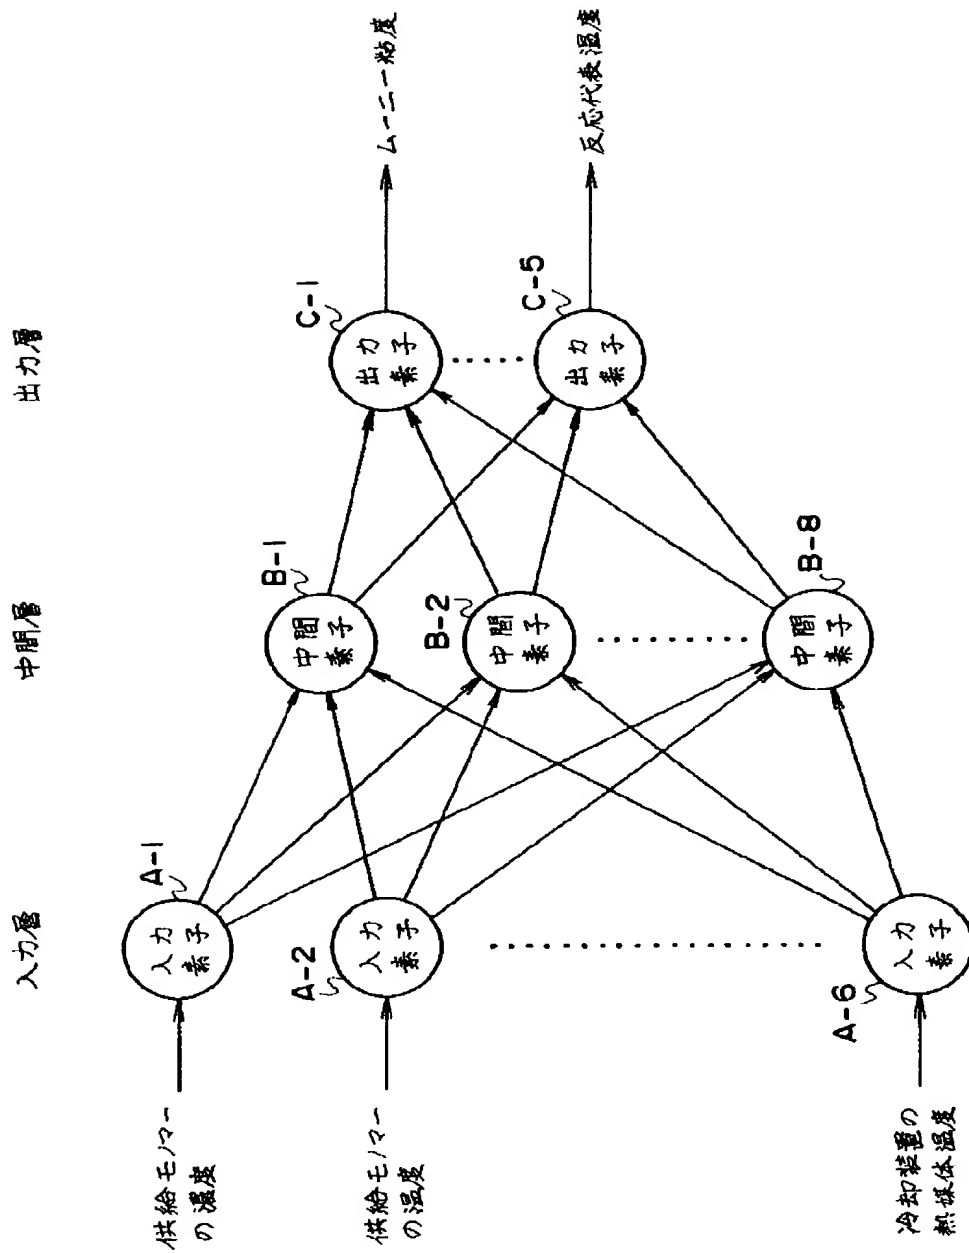 入力層
中間層
出力層
供給モノマー
の濃度
入力
素子
A-1
供給モノマー
の温度
入力
素子
A-2
冷却装置の
熱媒体温度
入力
素子
A-6
中間
素子
B-1
中間
素子
B-2
中間
素子
B-8
出力
素子
C-1
ムーニー粘度
出力
素子
C-5
反応代表温度